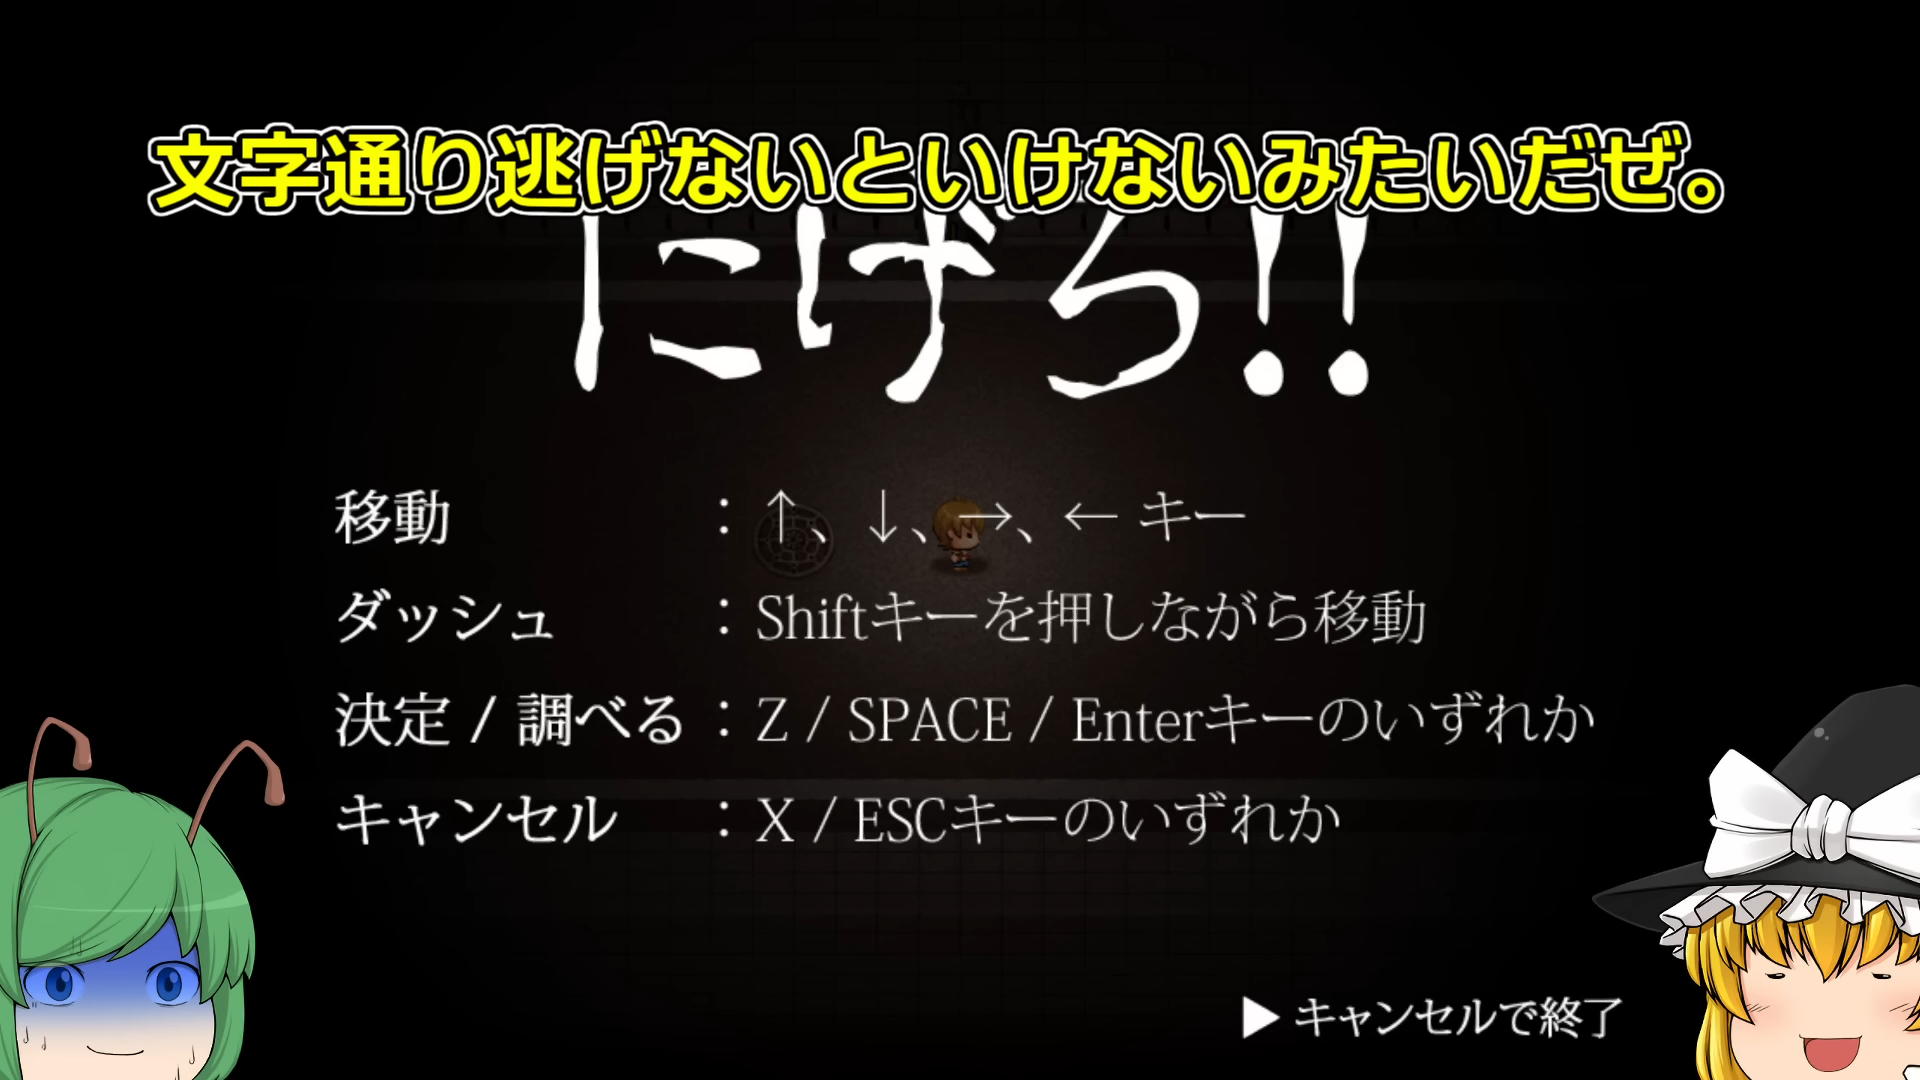 文字通り逃げないといけないみたいだぜ。
にげろ!!
移動 : ↑、↓、→、← キー
ダッシュ : Shiftキーを押しながら移動
決定 / 調べる : Z / SPACE / Enterキーのいずれか
キャンセル : X / ESCキーのいずれか
▶ キャンセルで終了